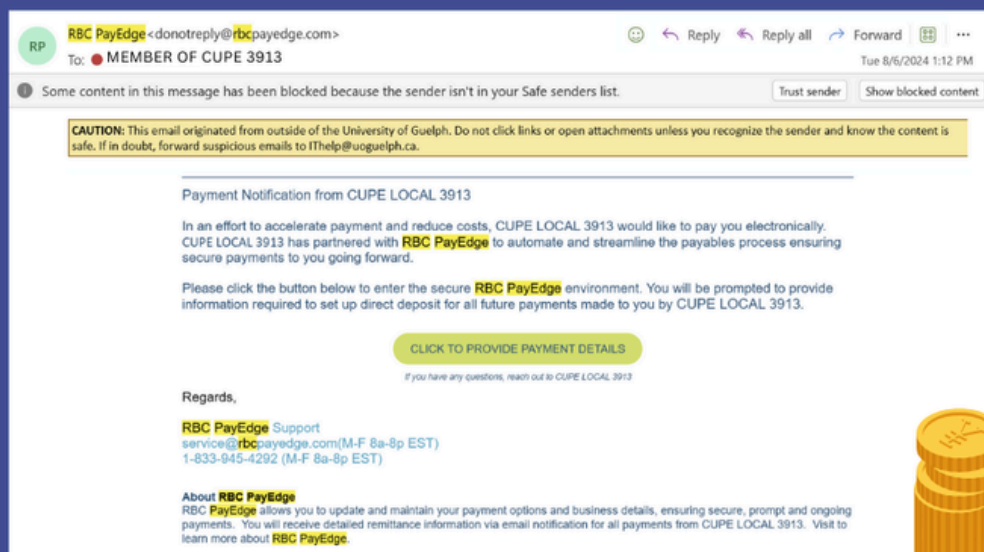 RP
RBC PayEdge<donotreply@rbcpayedge.com>
To: MEMBER OF CUPE 3913
Reply
Reply all
Forward
Tue 8/6/2024 1:12 PM
Some content in this message has been blocked because the sender isn't in your Safe senders list.
Trust sender
Show blocked content
CAUTION: This email originated from outside of the University of Guelph. Do not click links or open attachments unless you recognize the sender and know the content is
safe. If in doubt, forward suspicious emails to IThelp@uoguelph.ca.
Payment Notification from CUPE LOCAL 3913
In an effort to accelerate payment and reduce costs, CUPE LOCAL 3913 would like to pay you electronically.
CUPE LOCAL 3913 has partnered with RBC PayEdge to automate and streamline the payables process ensuring
secure payments to you going forward.
Please click the button below to enter the secure RBC PayEdge environment. You will be prompted to provide
information required to set up direct deposit for all future payments made to you by CUPE LOCAL 3913.
CLICK TO PROVIDE PAYMENT DETAILS
If you have any questions, reach out to CUPE LOCAL 3913
Regards,
RBC PayEdge Support
service@rbcpayedge.com(M-F 8a-8p EST)
1-833-945-4292 (M-F 8a-8p EST)
About RBC PayEdge
RBC PayEdge allows you to update and maintain your payment options and business details, ensuring secure, prompt and ongoing
payments. You will receive detailed remittance information via email notification for all payments from CUPE LOCAL 3913. Visit to
learn more about RBC PayEdge.